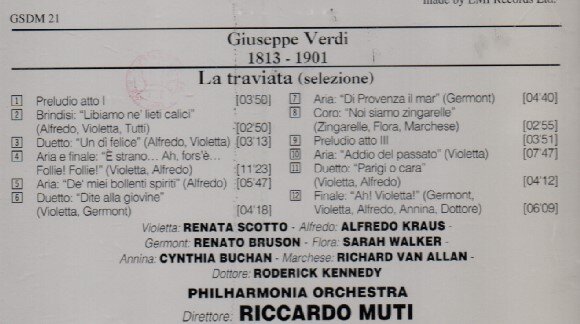 made by EMI Records Ltd.
GSDM 21
Giuseppe Verdi
1813 - 1901
La traviata (selezione)
1 Preludio atto I [03'50]
2 Brindisi: "Libiamo ne' lieti calici"
(Alfredo, Violetta, Tutti) [02'50]
3 Duetto: "Un dì felice" (Alfredo, Violetta) [03'13]
4 Aria e finale: "È strano... Ah, fors'è...
Follie! Follie!" (Violetta, Alfredo) [11'23]
5 Aria: "De' miei bollenti spiriti" (Alfredo) [05'47]
6 Duetto: "Dite alla giovine"
(Violetta, Germont) [04'18]
7 Aria: "Di Provenza il mar" (Germont) [04'40]
8 Coro: "Noi siamo zingarelle"
(Zingarelle, Flora, Marchese) [02'55]
9 Preludio atto III [03'51]
10 Aria: "Addio del passato" (Violetta) [07'47]
11 Duetto: "Parigi o cara"
(Violetta, Alfredo) [04'12]
12 Finale: "Ah! Violetta!" (Germont,
Violetta, Alfredo, Annina, Dottore) [06'09]
Violetta: RENATA SCOTTO - Alfredo: ALFREDO KRAUS -
Germont: RENATO BRUSON - Flora: SARAH WALKER -
Annina: CYNTHIA BUCHAN - Marchese: RICHARD VAN ALLAN -
Dottore: RODERICK KENNEDY
PHILHARMONIA ORCHESTRA
Direttore: RICCARDO MUTI